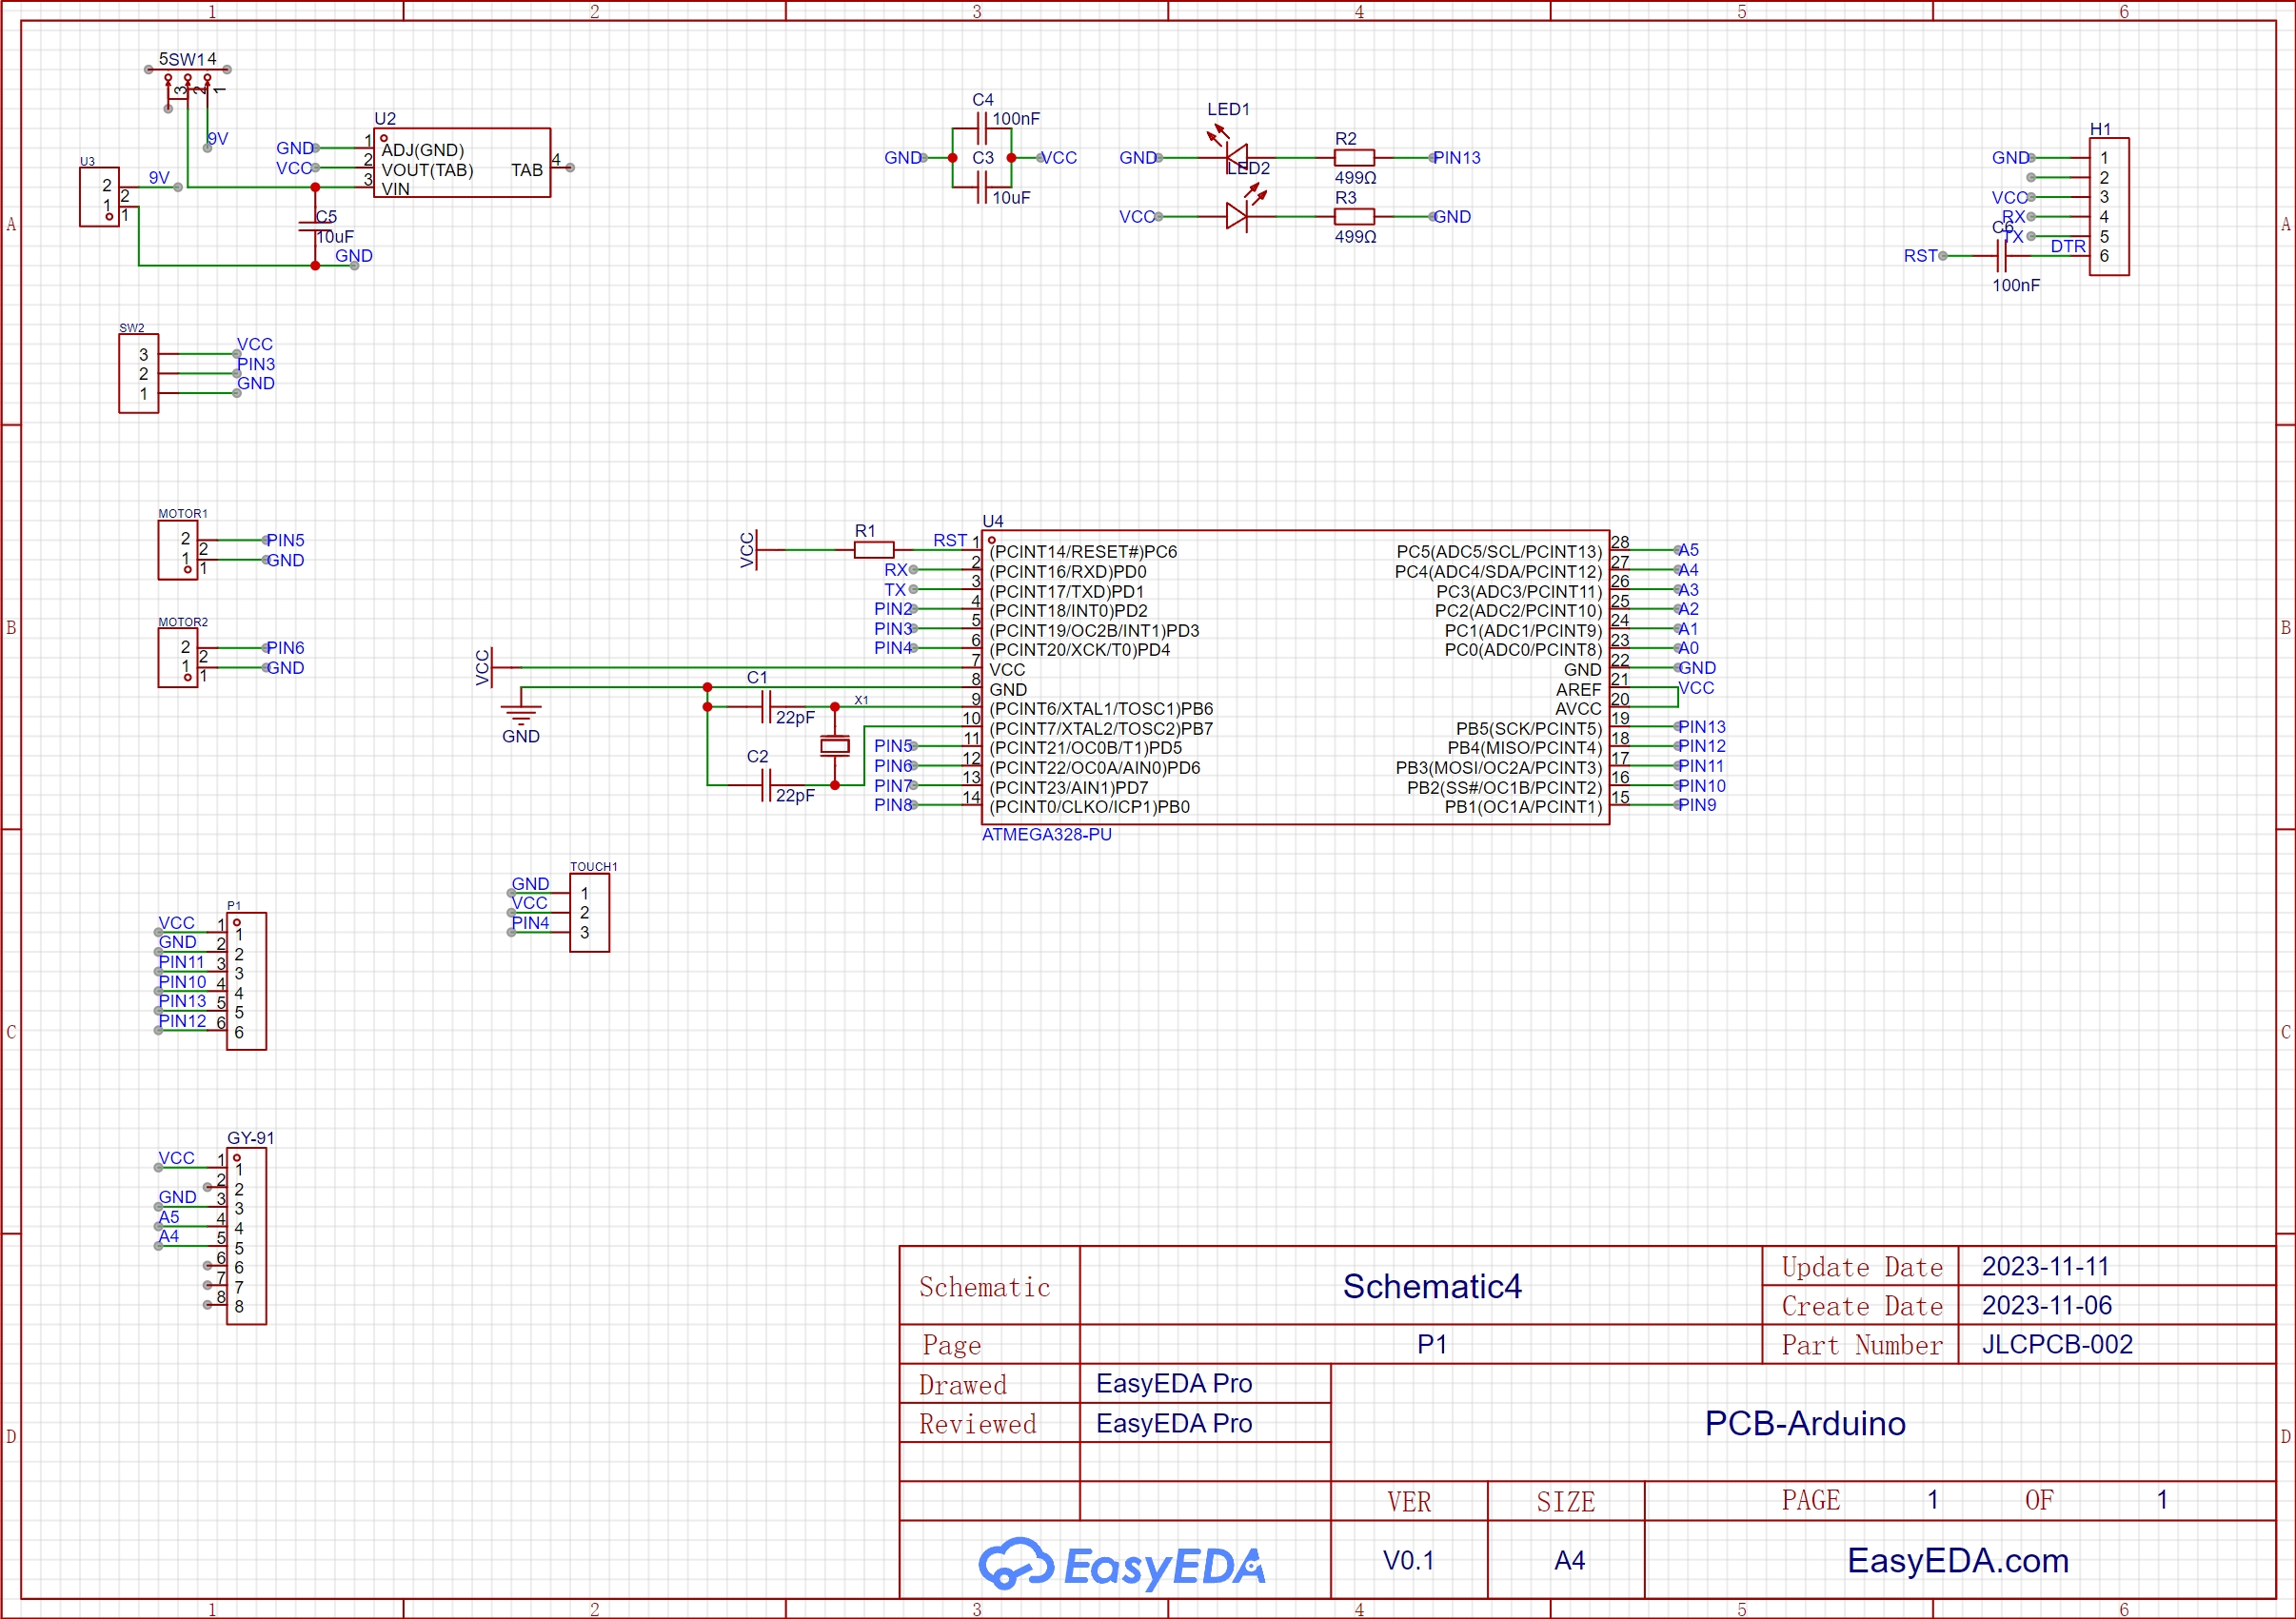 1 2 3 4 5 6
A
B
C
D
A
B
C
D
1 2 3 4 5 6
5 SW1 4
3 2 1
9V
U3
2
1
2
1
9V
U2
GND 1 ADJ(GND)
VCC 2 VOUT(TAB)
3 VIN
TAB 4
C5
10uF
GND
SW2
3 VCC
2 PIN3
1 GND
C4
100nF
GND C3 VCC
10uF
LED1
GND R2 PIN13
499Ω
LED2
VCC R3 GND
499Ω
H1
GND 1
2
VCC 3
RX 4
TX 5
DTR 6
C6
RST
100nF
MOTOR1
2 2 PIN5
1 1 GND
MOTOR2
2 2 PIN6
1 1 GND
U4
VCC R1 RST 1 (PCINT14/RESET#)PC6
RX 2 (PCINT16/RXD)PD0
TX 3 (PCINT17/TXD)PD1
PIN2 4 (PCINT18/INT0)PD2
PIN3 5 (PCINT19/OC2B/INT1)PD3
PIN4 6 (PCINT20/XCK/T0)PD4
VCC 7 VCC
8 GND
9 (PCINT6/XTAL1/TOSC1)PB6
10 (PCINT7/XTAL2/TOSC2)PB7
PIN5 11 (PCINT21/OC0B/T1)PD5
PIN6 12 (PCINT22/OC0A/AIN0)PD6
PIN7 13 (PCINT23/AIN1)PD7
PIN8 14 (PCINT0/CLKO/ICP1)PB0
PC5(ADC5/SCL/PCINT13) 28 A5
PC4(ADC4/SDA/PCINT12) 27 A4
PC3(ADC3/PCINT11) 26 A3
PC2(ADC2/PCINT10) 25 A2
PC1(ADC1/PCINT9) 24 A1
PC0(ADC0/PCINT8) 23 A0
GND 22 GND
AREF 21 VCC
AVCC 20
PB5(SCK/PCINT5) 19 PIN13
PB4(MISO/PCINT4) 18 PIN12
PB3(MOSI/OC2A/PCINT3) 17 PIN11
PB2(SS#/OC1B/PCINT2) 16 PIN10
PB1(OC1A/PCINT1) 15 PIN9
ATMEGA328-PU
GND
C1
22pF
X1
C2
22pF
TOUCH1
GND 1
VCC 2
PIN4 3
P1
VCC 1 1
GND 2 2
PIN11 3 3
PIN10 4 4
PIN13 5 5
PIN12 6 6
GY-91
VCC 1 1
2 2
GND 3 3
A5 4 4
A4 5 5
6 6
7 7
8 8
Schematic Schematic4
Update Date 2023-11-11
Create Date 2023-11-06
Page P1
Part Number JLCPCB-002
Drawed EasyEDA Pro
Reviewed EasyEDA Pro
PCB-Arduino
VER SIZE PAGE 1 OF 1
EasyEDA V0.1 A4 EasyEDA.com